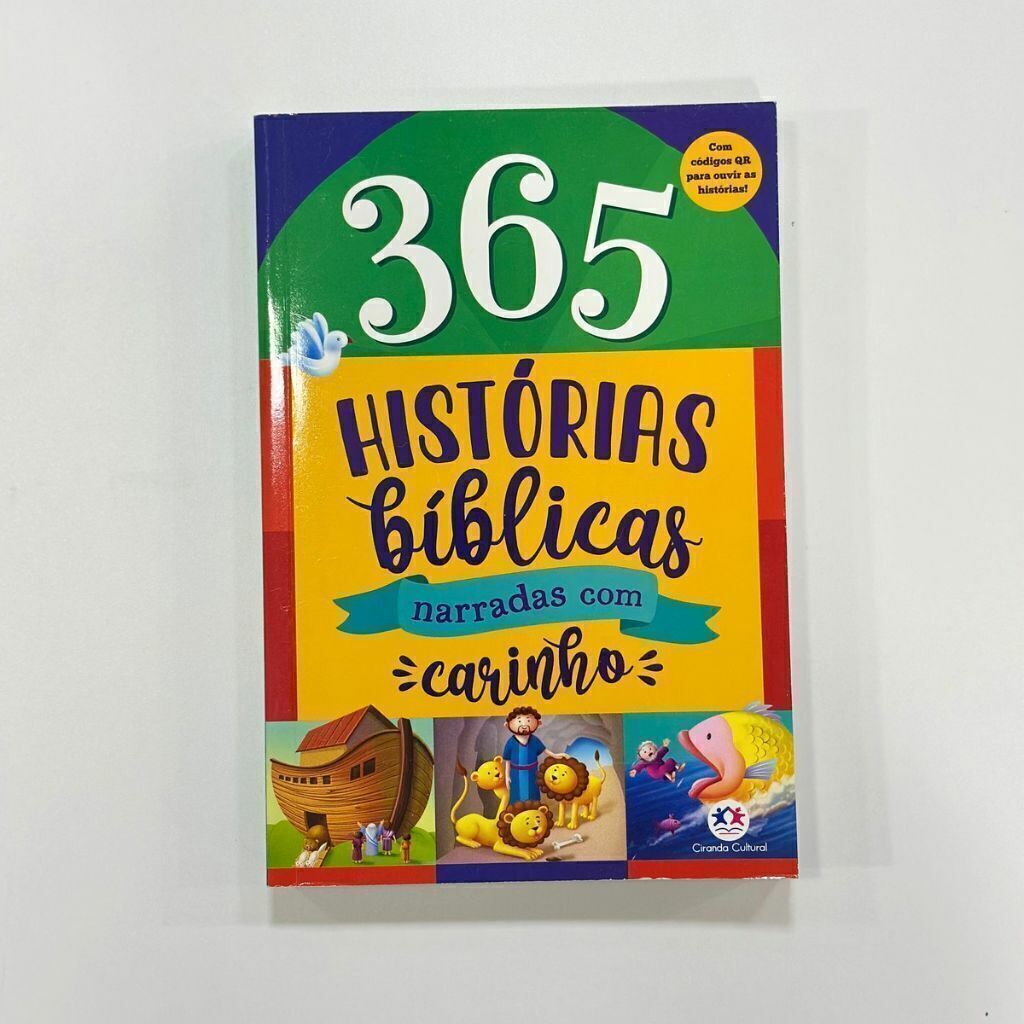 Com
códigos QR
para ouvir as
histórias!
365
HISTÓRIAS
bíblicas
narradas com
carinho
Ciranda Cultural